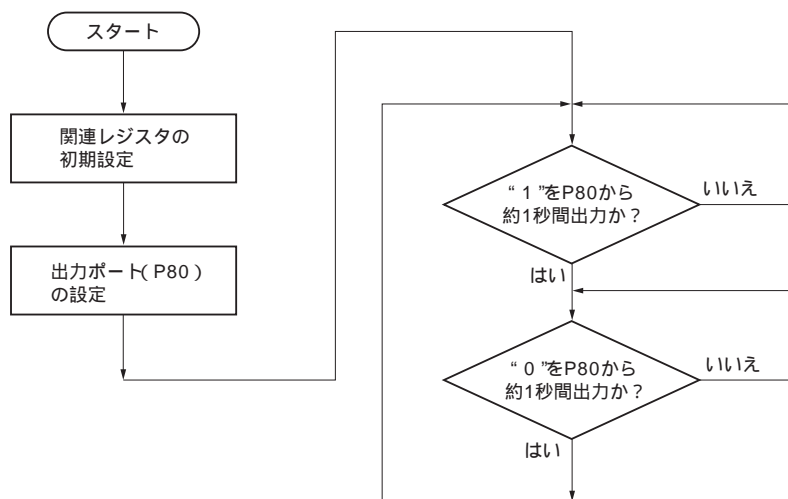 スタート
関連レジスタの
初期設定
出力ポート(P80)
の設定
“1”をP80から
約1秒間出力か?
いいえ
はい
“0”をP80から
約1秒間出力か?
いいえ
はい